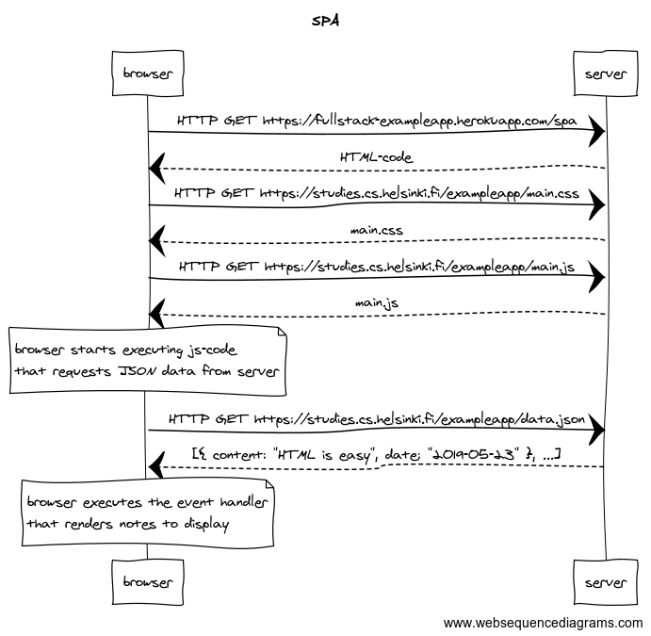 SPA
browser
server
HTTP GET https://fullstack-exampleapp.herokuapp.com/spa
HTML-code
HTTP GET https://studies.cs.helsinki.fi/exampleapp/main.css
main.css
HTTP GET https://studies.cs.helsinki.fi/exampleapp/main.js
main.js
browser starts executing js-code
that requests JSON data from server
HTTP GET https://studies.cs.helsinki.fi/exampleapp/data.json
[{ content: "HTML is easy", date: "2019-05-23" }, ...]
browser executes the event handler
that renders notes to display
browser
server
www.websequencediagrams.com